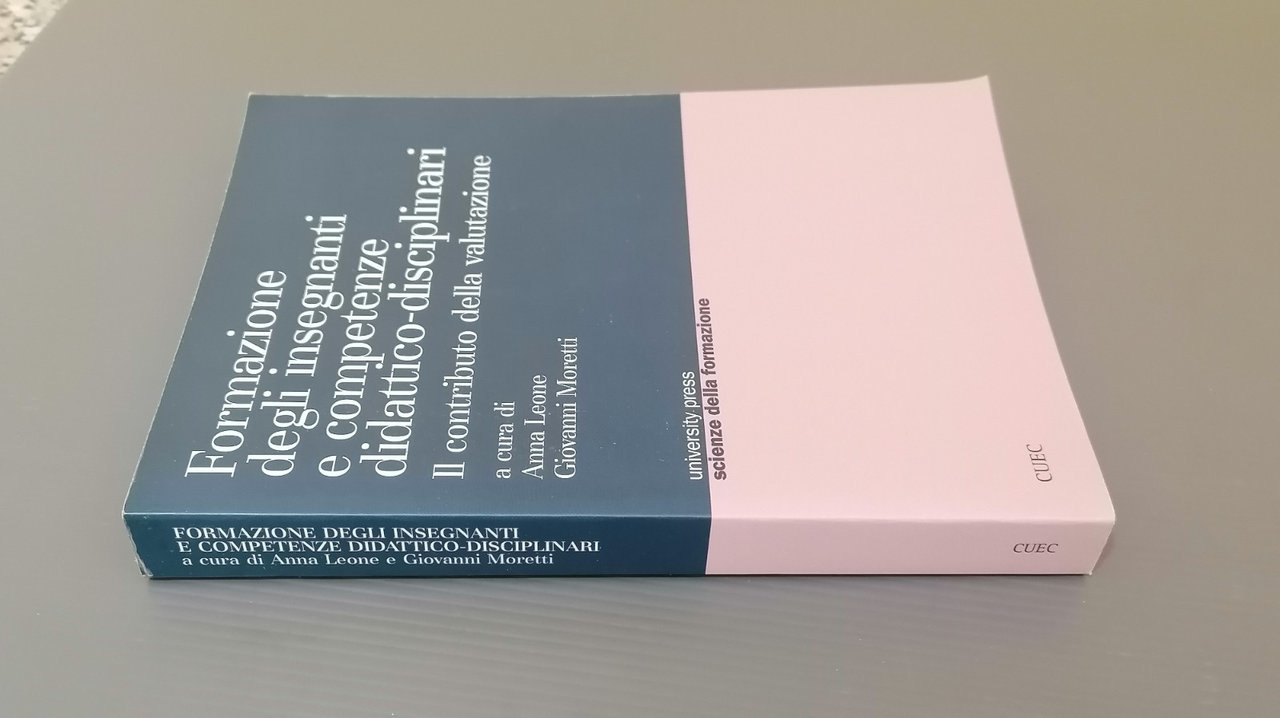 Formazione
degli insegnanti
e competenze
didattico-disciplinari
Il contributo della valutazione
a cura di
Anna Leone
Giovanni Moretti
university press
scienze della formazione
CUEC
FORMAZIONE DEGLI INSEGNANTI
E COMPETENZE DIDATTICO-DISCIPLINARI
a cura di Anna Leone e Giovanni Moretti
CUEC